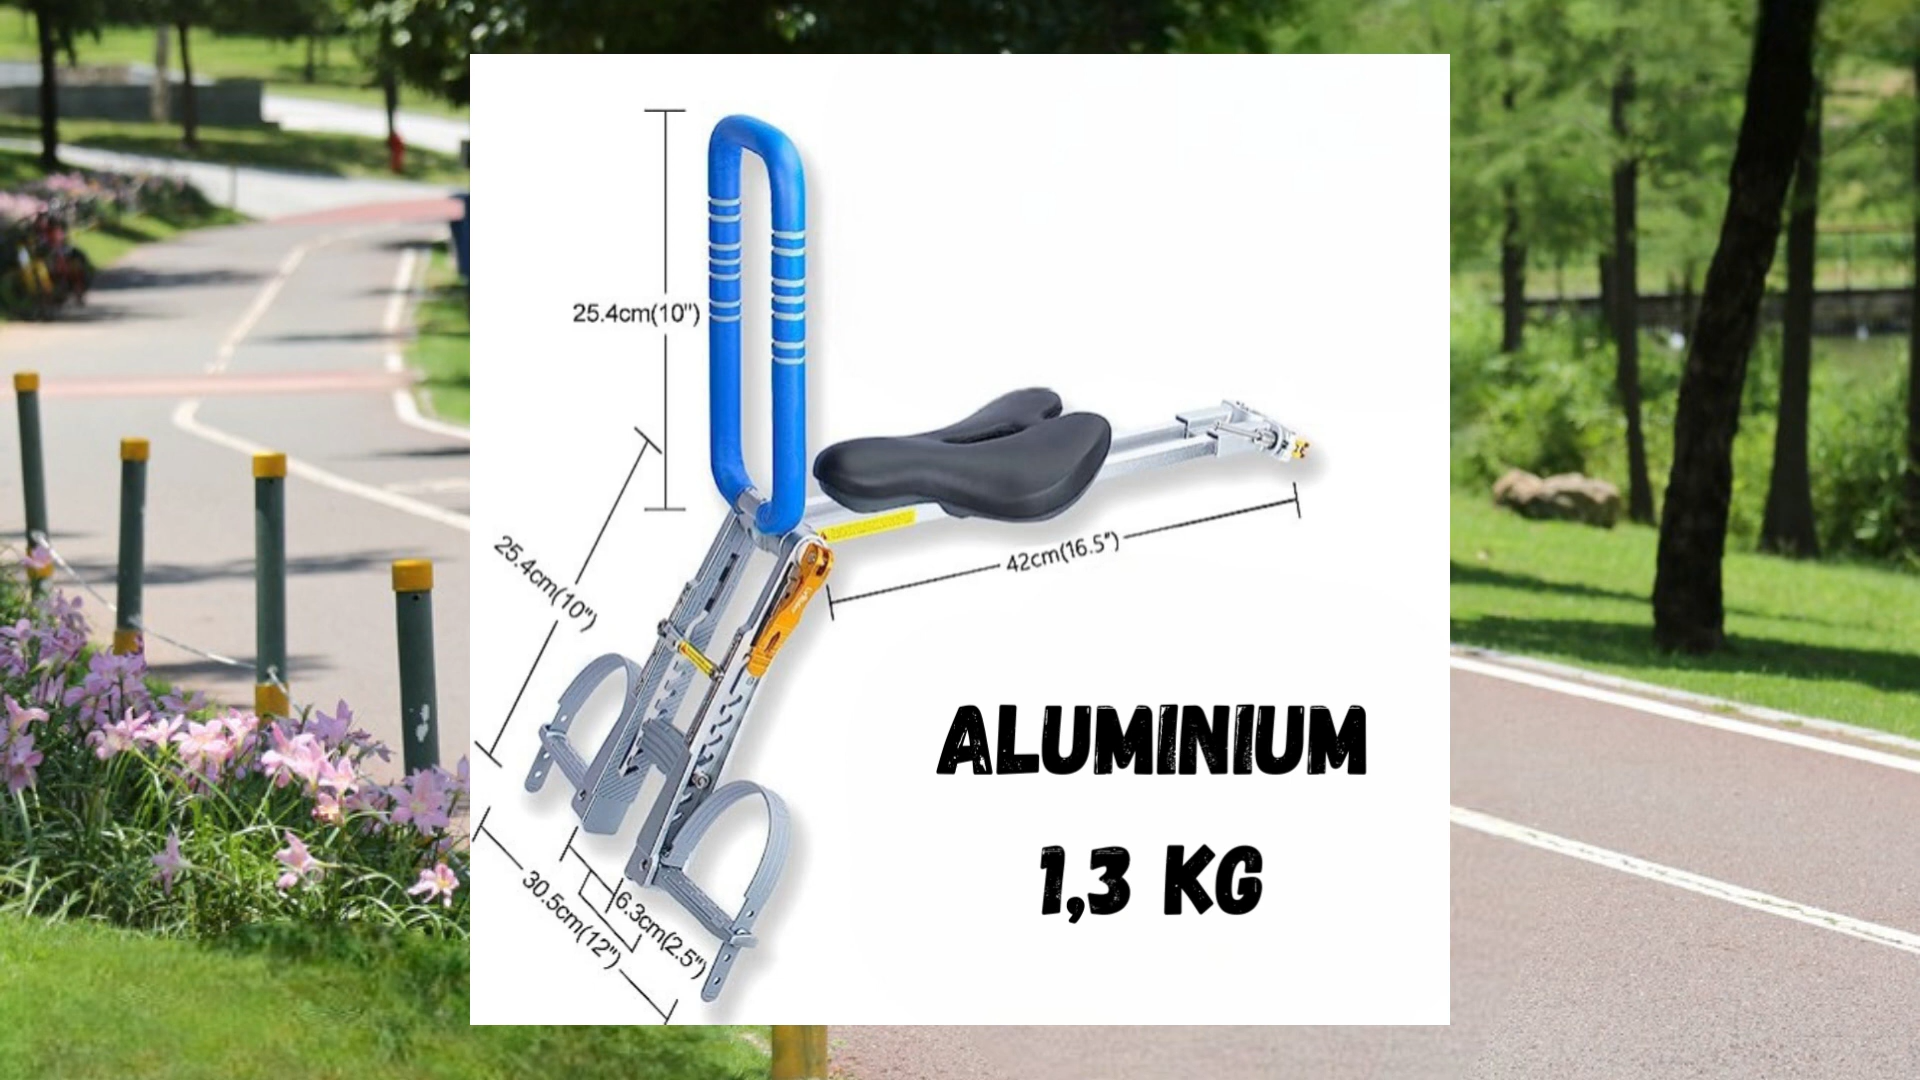 25.4cm(10")
25.4cm(10")
42cm(16.5")
6.3cm(2.5")
30.5cm(12")
ALUMINIUM
1,3 KG